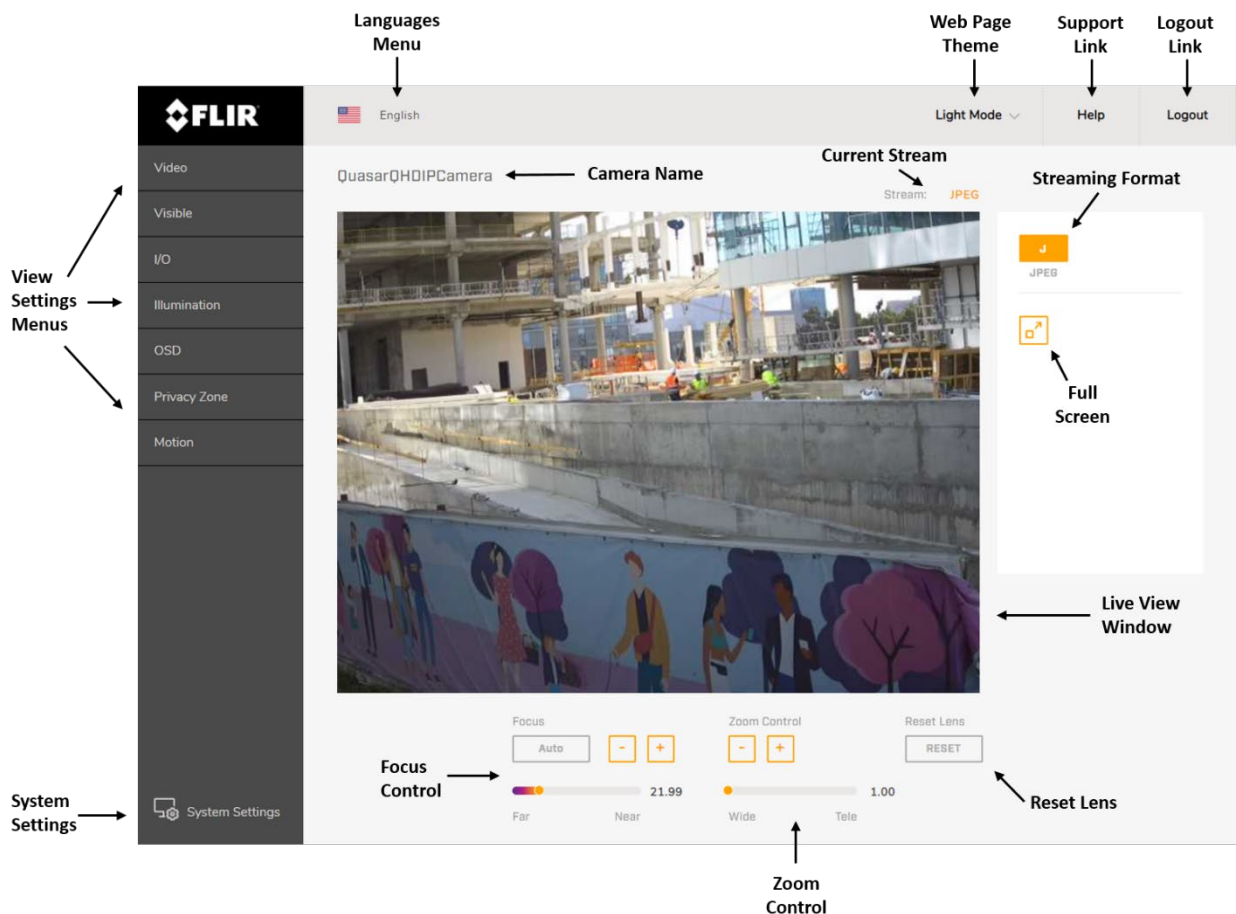 Languages
Menu
Web Page
Theme
Support
Link
Logout
Link
FLIR
English
Light Mode
Help
Logout
Video
Visible
I/O
Illumination
OSD
Privacy Zone
Motion
View
Settings
Menus
QuasarQHDIPCamera
Camera Name
Current Stream
Stream: JPEG
Streaming Format
J
JPEG
Full
Screen
Live View
Window
Focus
Auto
-
+
Zoom Control
-
+
Reset Lens
RESET
Focus
Control
21.99
Far
Near
1.00
Wide
Tele
Reset Lens
System
Settings
System Settings
Zoom
Control